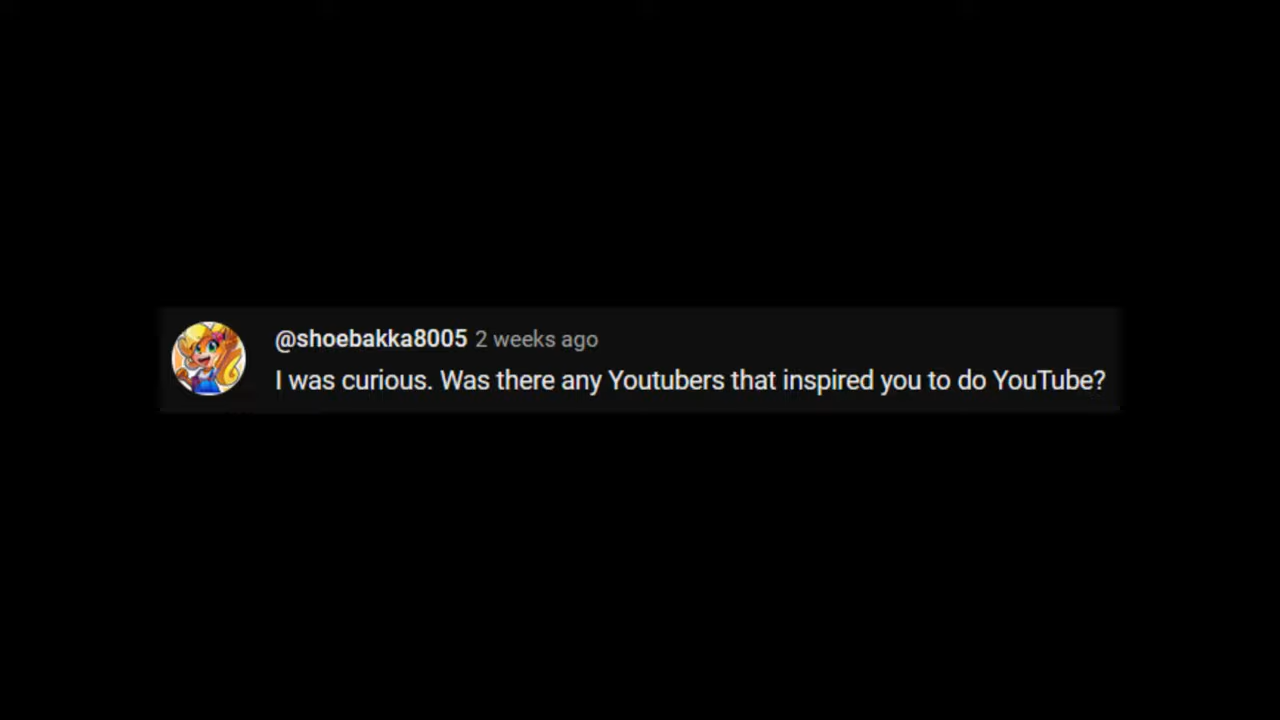 @shoebakka8005 2 weeks ago
I was curious. Was there any Youtubers that inspired you to do YouTube?